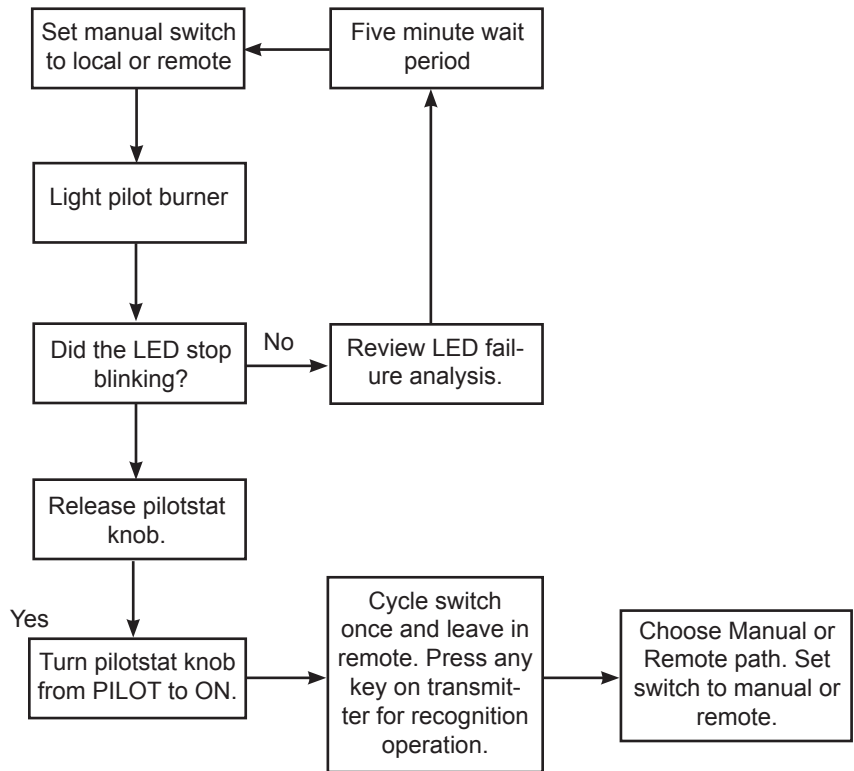 Set manual switch
to local or remote
Five minute wait
period
Light pilot burner
Did the LED stop
blinking?
No
Review LED fail-
ure analysis.
Release pilotstat
knob.
Yes
Turn pilotstat knob
from PILOT to ON.
Cycle switch
once and leave in
remote. Press any
key on transmit-
ter for recognition
operation.
Choose Manual or
Remote path. Set
switch to manual or
remote.